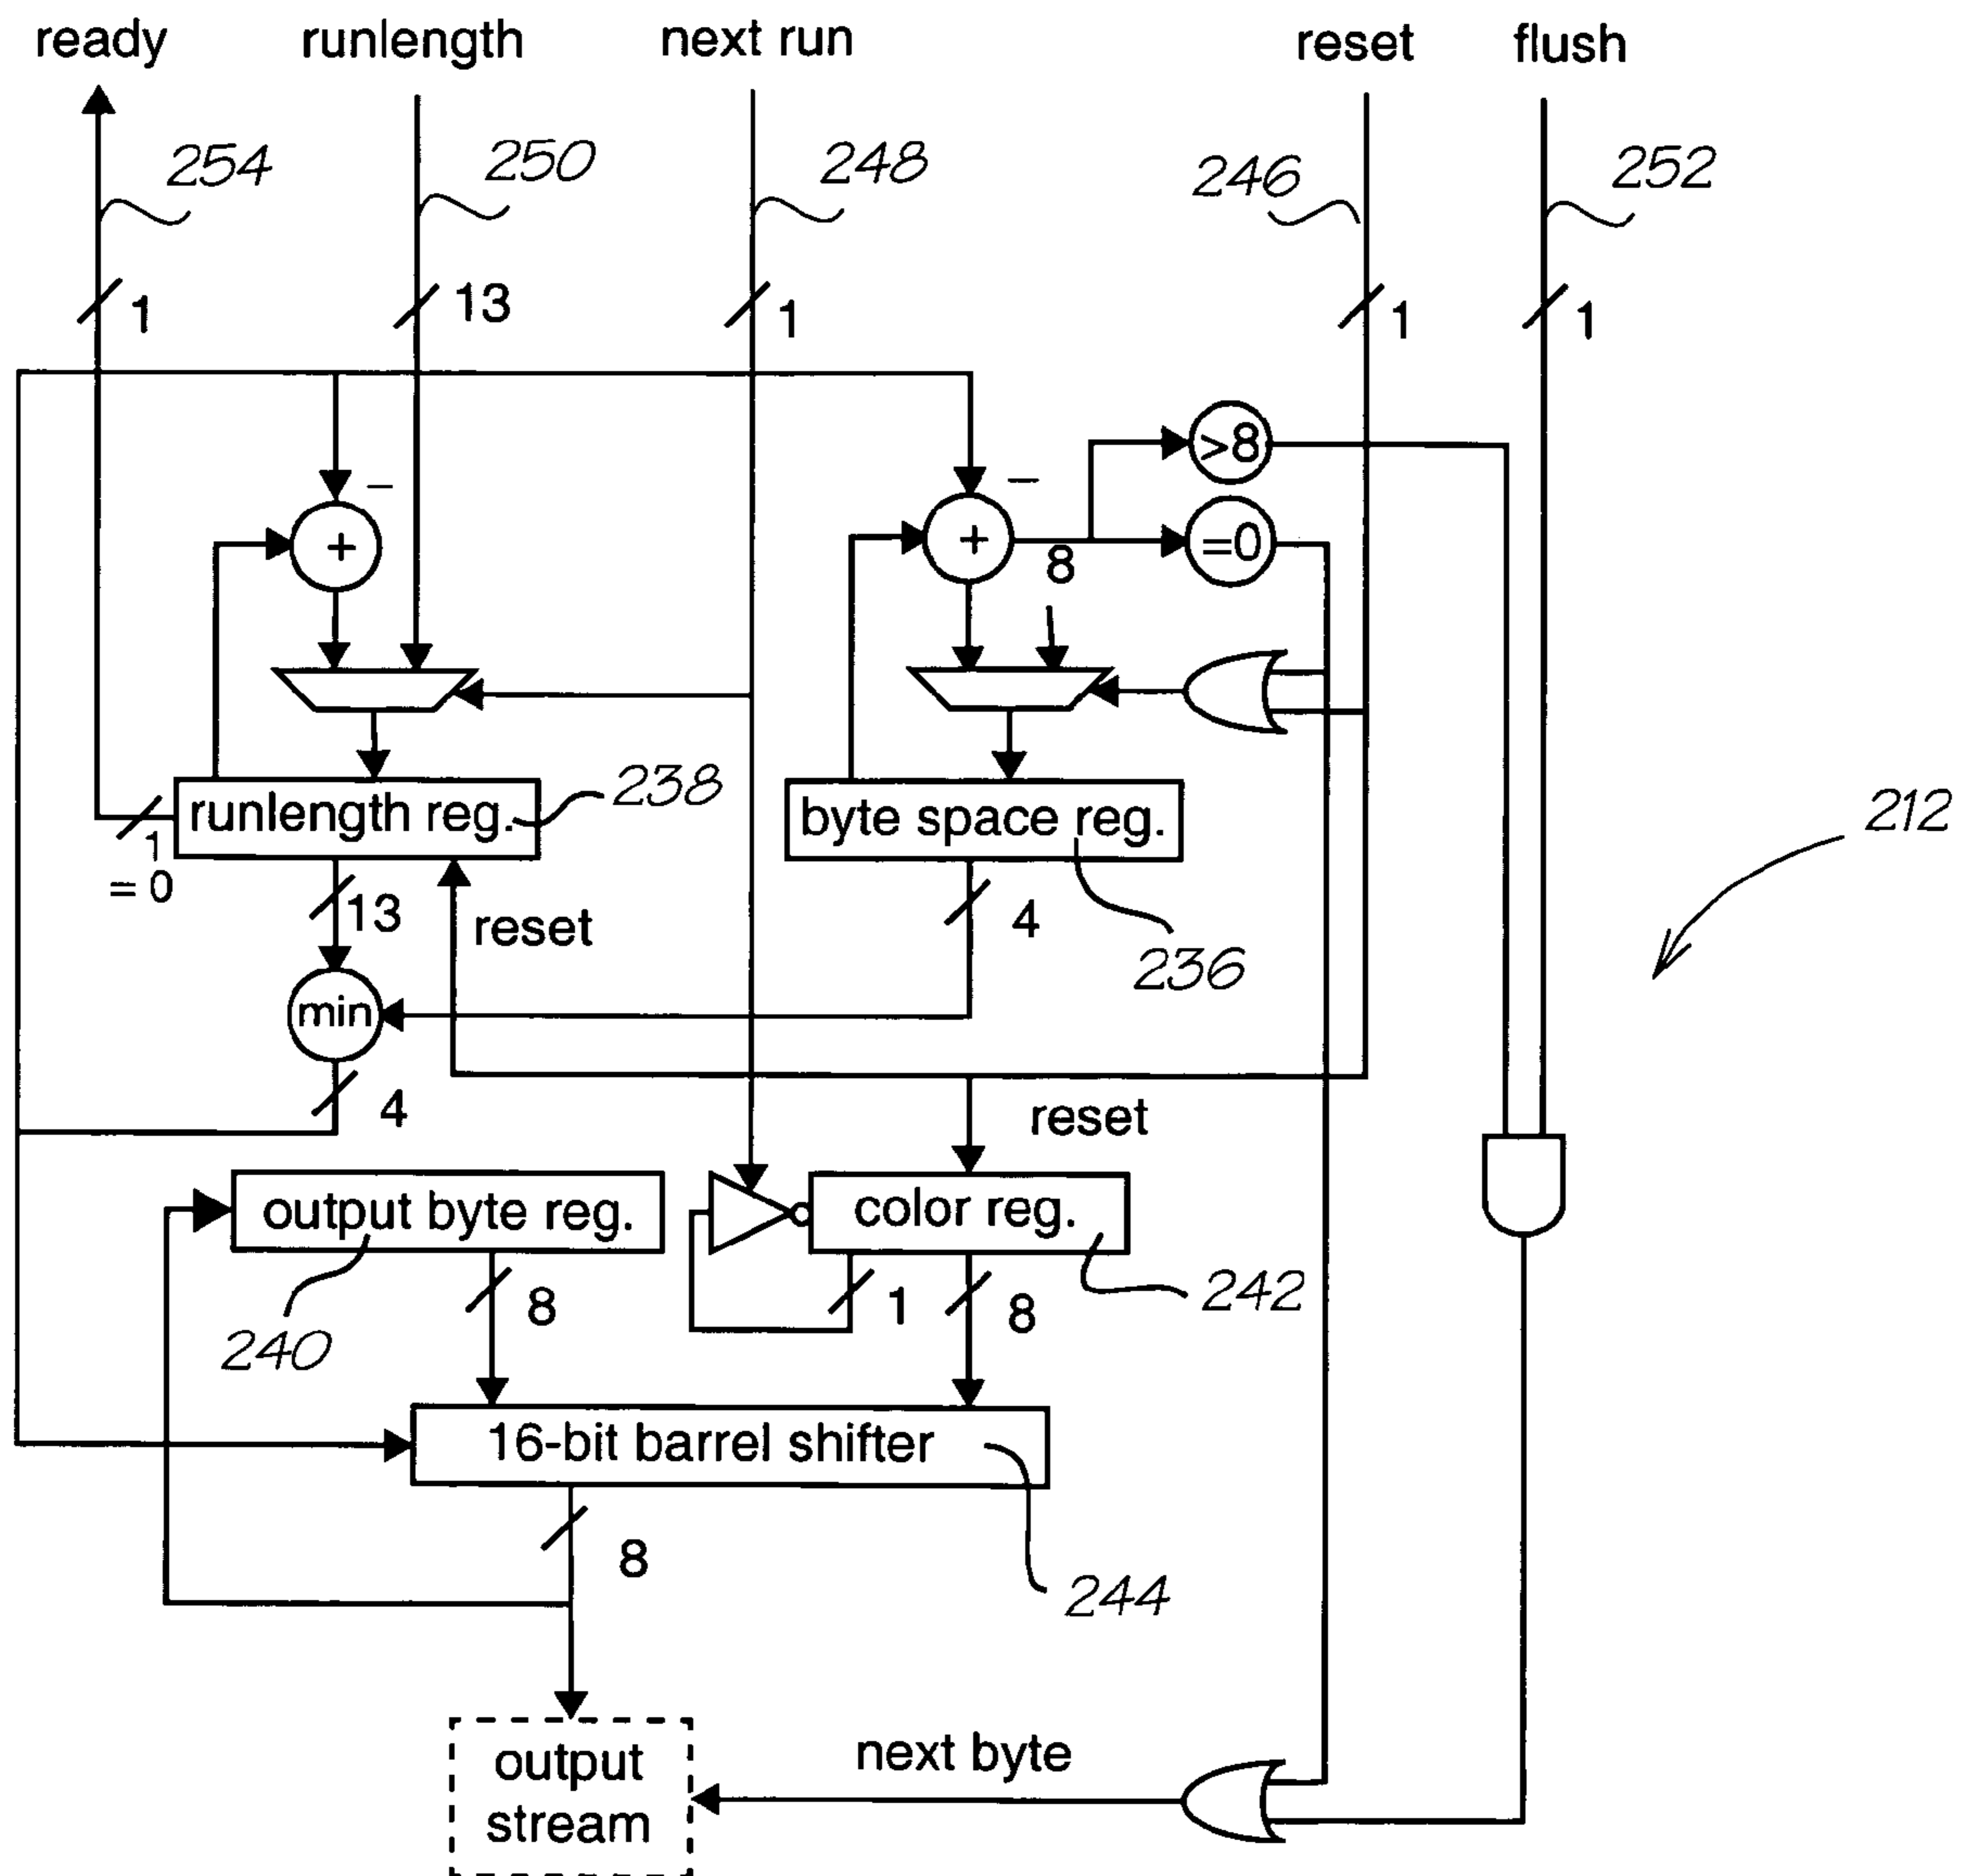 ready runlength next run reset flush
254 250 248 246 252
1 13 1 1 1
>8
− −
+ + =0
8
runlength reg. 238 byte space reg. 212
1
= 0 13 reset 4
236
min
4 reset
output byte reg. color reg.
8 1 8 242
240
16-bit barrel shifter
8
244
next byte
output
stream